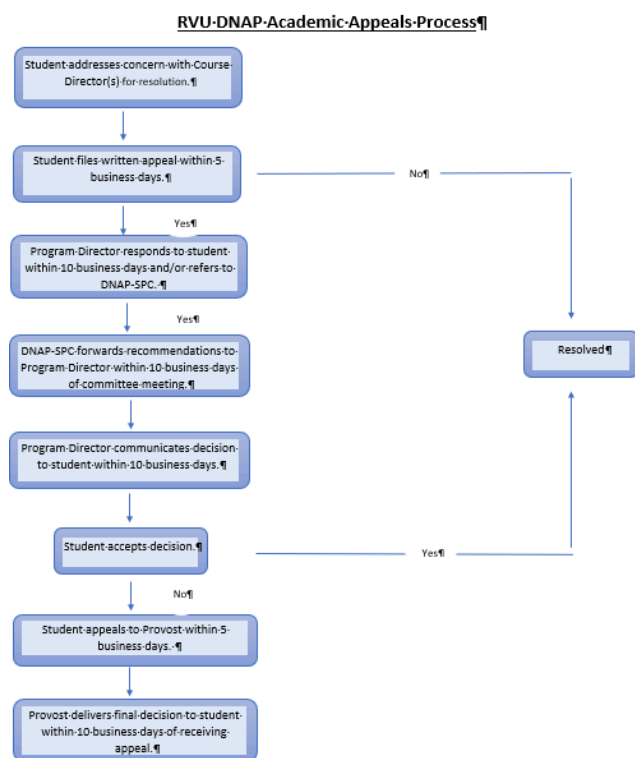 RVU·DNAP·Academic·Appeals·Process¶
Student·addresses·concern·with·Course·
Director(s)·for·resolution.¶
Student·files·written·appeal·within·5·
business·days.¶
No¶
Yes¶
Program·Director·responds·to·student·
within·10·business·days·and/or·refers·to·
DNAP-SPC.·¶
Yes¶
DNAP-SPC·forwards·recommendations·to·
Program·Director·within·10·business·days·
of·committee·meeting.¶
Resolved¶
Program·Director·communicates·decision·
to·student·within·10·business·days.¶
Student·accepts·decision.¶
Yes¶
No¶
Student·appeals·to·Provost·within·5·
business·days.·¶
Provost·delivers·final·decision·to·student·
within·10·business·days·of·receiving·
appeal.¶